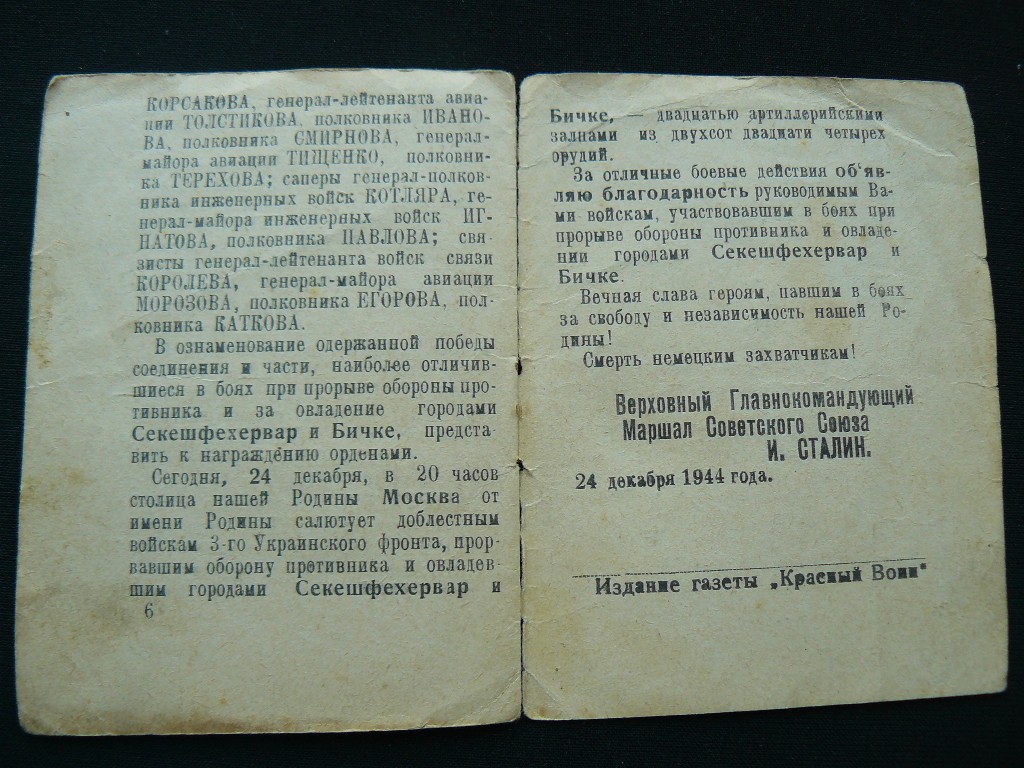 КОРСАКОВА, генерал-лейтенанта авиа-
ции ТОЛСТИКОВА, полковника ИВАНО-
ВА, полковника СМИРНОВА, генерал-
майора авиации ТИЩЕНКО, полковни-
ка ТЕРЕХОВА; саперы генерал-полков-
ника инженерных войск КОТЛЯРА, ге-
нерал-майора инженерных войск ИГ-
НАТОВА, полковника ПАВЛОВА; свя-
зисты генерал-лейтенанта войск связи
КОРОЛЕВА, генерал-майора авиации
МОРОЗОВА, полковника ЕГОРОВА, пол-
ковника КАТКОВА.
В ознаменование одержанной победы
соединения и части, наиболее отличив-
шиеся в боях при прорыве обороны про-
тивника и за овладение городами
Секешфехервар и Бичке, предста-
вить к награждению орденами.
Сегодня, 24 декабря, в 20 часов
столица нашей Родины Москва от
имени Родины салютует доблестным
войскам 3-го Украинского фронта, прор-
вавшим оборону противника и овладев-
шим городами Секешфехервар и
6
Бичке, — двадцатью артиллерийскими
залпами из двухсот двадцати четырех
орудий.
За отличные боевые действия об'яв-
ляю благодарность руководимым Ва-
ми войскам, участвовавшим в боях при
прорыве обороны противника и овладе-
нии городами Секешфехервар и
Бичке.
Вечная слава героям, павшим в боях
за свободу и независимость нашей Ро-
дины!
Смерть немецким захватчикам!
Верховный Главнокомандующий
Маршал Советского Союза
И. СТАЛИН.
24 декабря 1944 года.
Издание газеты „Красный Воин"